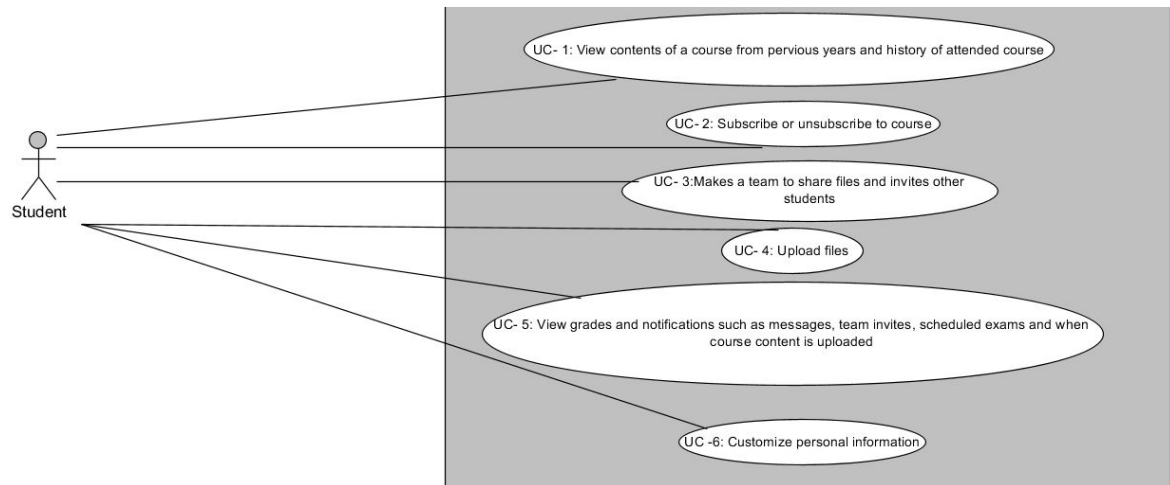 UC- 1: View contents of a course from pervious years and history of attended course
UC- 2: Subscribe or unsubscribe to course
UC- 3:Makes a team to share files and invites other
students
Student
UC- 4: Upload files
UC- 5: View grades and notifications such as messages, team invites, scheduled exams and when
course content is uploaded
UC -6: Customize personal information